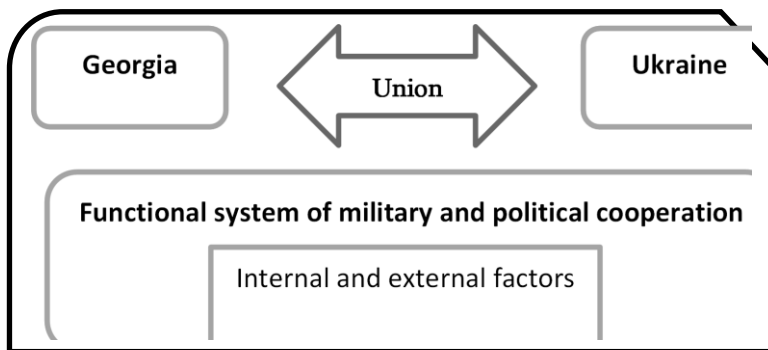 Georgia
Union
Ukraine
Functional system of military and political cooperation
Internal and external factors